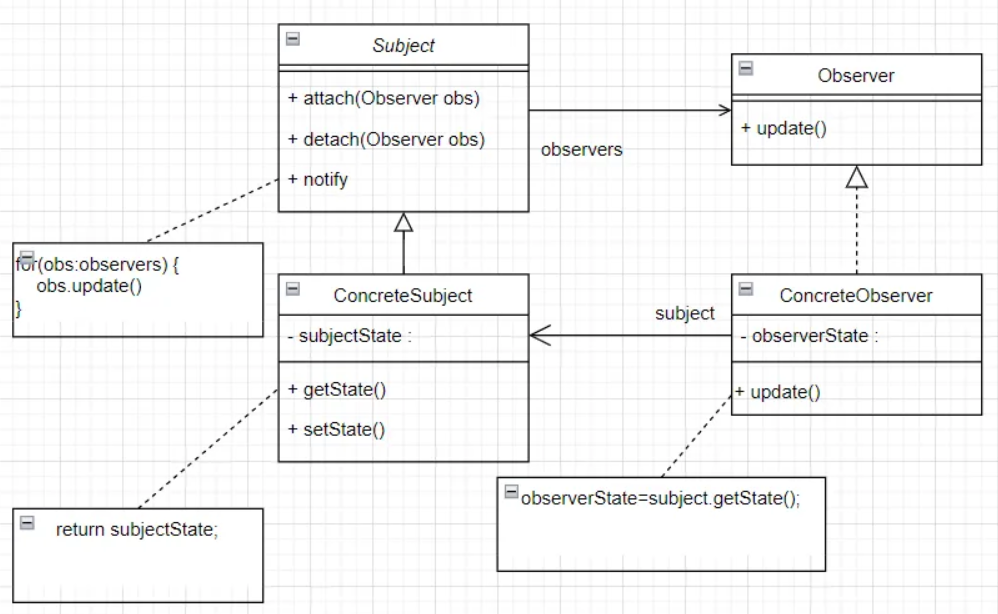 Subject
+ attach(Observer obs)
+ detach(Observer obs)
+ notify
observers
Observer
+ update()
for(obs:observers) {
obs.update()
}
ConcreteSubject
- subjectState :
+ getState()
+ setState()
subject
ConcreteObserver
- observerState :
+ update()
observerState=subject.getState();
return subjectState;